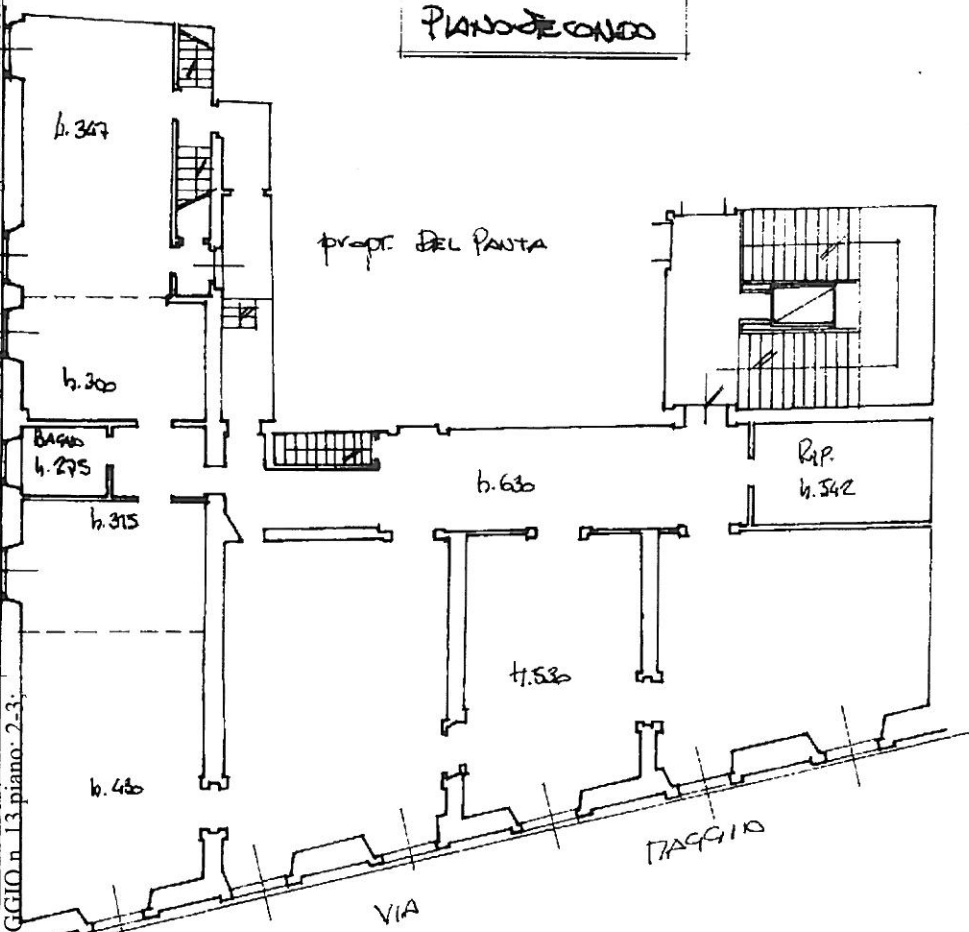 PIANO SECONDO
h.347
propr. DEL PANTA
h.300
BAGNO
h.275
h.315
h.630
RIP.
h.542
H.530
h.430
VIA MAGGIO
GGIO n. 13 piano: 2-3;